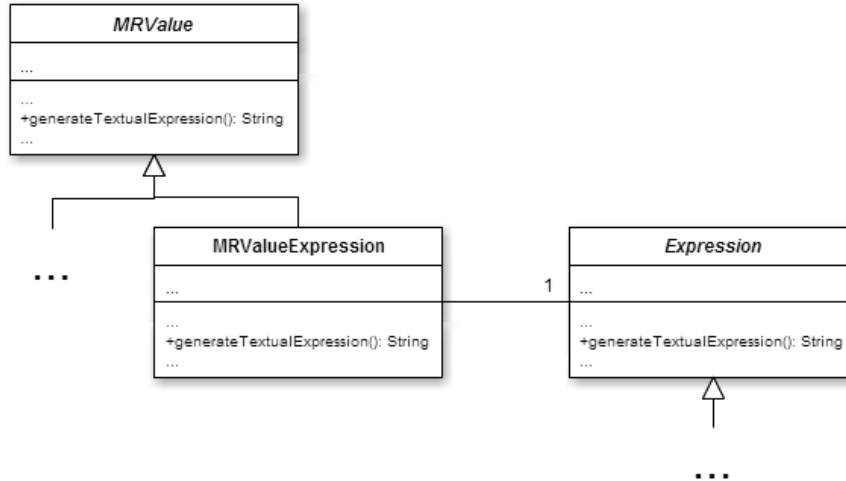 MRValue
...
...
+generateTextualExpression(): String
...
...
MRValueExpression
...
...
+generateTextualExpression(): String
...
1
Expression
...
...
+generateTextualExpression(): String
...
...